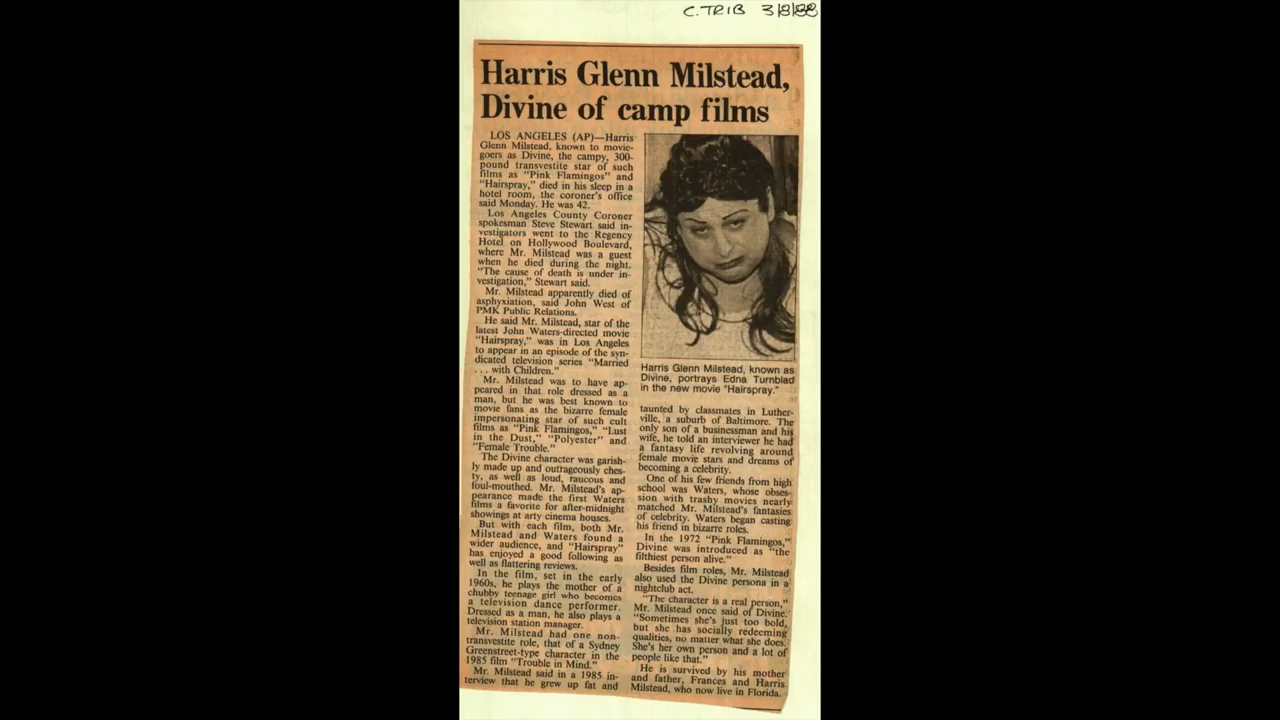 C. TRIB 3/8/88
Harris Glenn Milstead,
Divine of camp films
LOS ANGELES (AP)—Harris
Glenn Milstead, known to movie-
goers as Divine, the campy, 300-
pound transvestite star of such
films as "Pink Flamingos" and
"Hairspray," died in his sleep in a
hotel room, the coroner's office
said Monday. He was 42.
Los Angeles County Coroner
spokesman Steve Stewart said in-
vestigators went to the Regency
Hotel on Hollywood Boulevard,
where Mr. Milstead was a guest
when he died during the night.
"The cause of death is under in-
vestigation," Stewart said.
Mr. Milstead apparently died of
asphyxiation, said John West of
PMK Public Relations.
He said Mr. Milstead, star of the
latest John Waters-directed movie
"Hairspray," was in Los Angeles
to appear in an episode of the syn-
dicated television series "Married
. . . with Children."
Mr. Milstead was to have ap-
peared in that role dressed as a
man, but he was best known to
movie fans as the bizarre female
impersonating star of such cult
films as "Pink Flamingos," "Lust
in the Dust," "Polyester" and
"Female Trouble."
The Divine character was garish-
ly made up and outrageously ches-
ty, as well as loud, raucous and
foul-mouthed. Mr. Milstead's ap-
pearance made the first Waters
films a favorite for after-midnight
showings at arty cinema houses.
But with each film, both Mr.
Milstead and Waters found a
wider audience, and "Hairspray"
has enjoyed a good following as
well as flattering reviews.
In the film, set in the early
1960s, he plays the mother of a
chubby teenage girl who becomes
a television dance performer.
Dressed as a man, he also plays a
television station manager.
Mr. Milstead had one non-
transvestite role, that of a Sydney
Greenstreet-type character in the
1985 film "Trouble in Mind."
Mr. Milstead said in a 1985 in-
terview that he grew up fat and
Harris Glenn Milstead, known as
Divine, portrays Edna Turnblad
in the new movie "Hairspray."
taunted by classmates in Luther-
ville, a suburb of Baltimore. The
only son of a businessman and his
wife, he told an interviewer he had
a fantasy life revolving around
female movie stars and dreams of
becoming a celebrity.
One of his few friends from high
school was Waters, whose obses-
sion with trashy movies nearly
matched Mr. Milstead's fantasies
of celebrity. Waters began casting
his friend in bizarre roles.
In the 1972 "Pink Flamingos,"
Divine was introduced as "the
filthiest person alive."
Besides film roles, Mr. Milstead
also used the Divine persona in a
nightclub act.
"The character is a real person,"
Mr. Milstead once said of Divine.
"Sometimes she's just too bold,
but she has socially redeeming
qualities, no matter what she does.
She's her own person and a lot of
people like that."
He is survived by his mother
and father, Frances and Harris
Milstead, who now live in Florida.